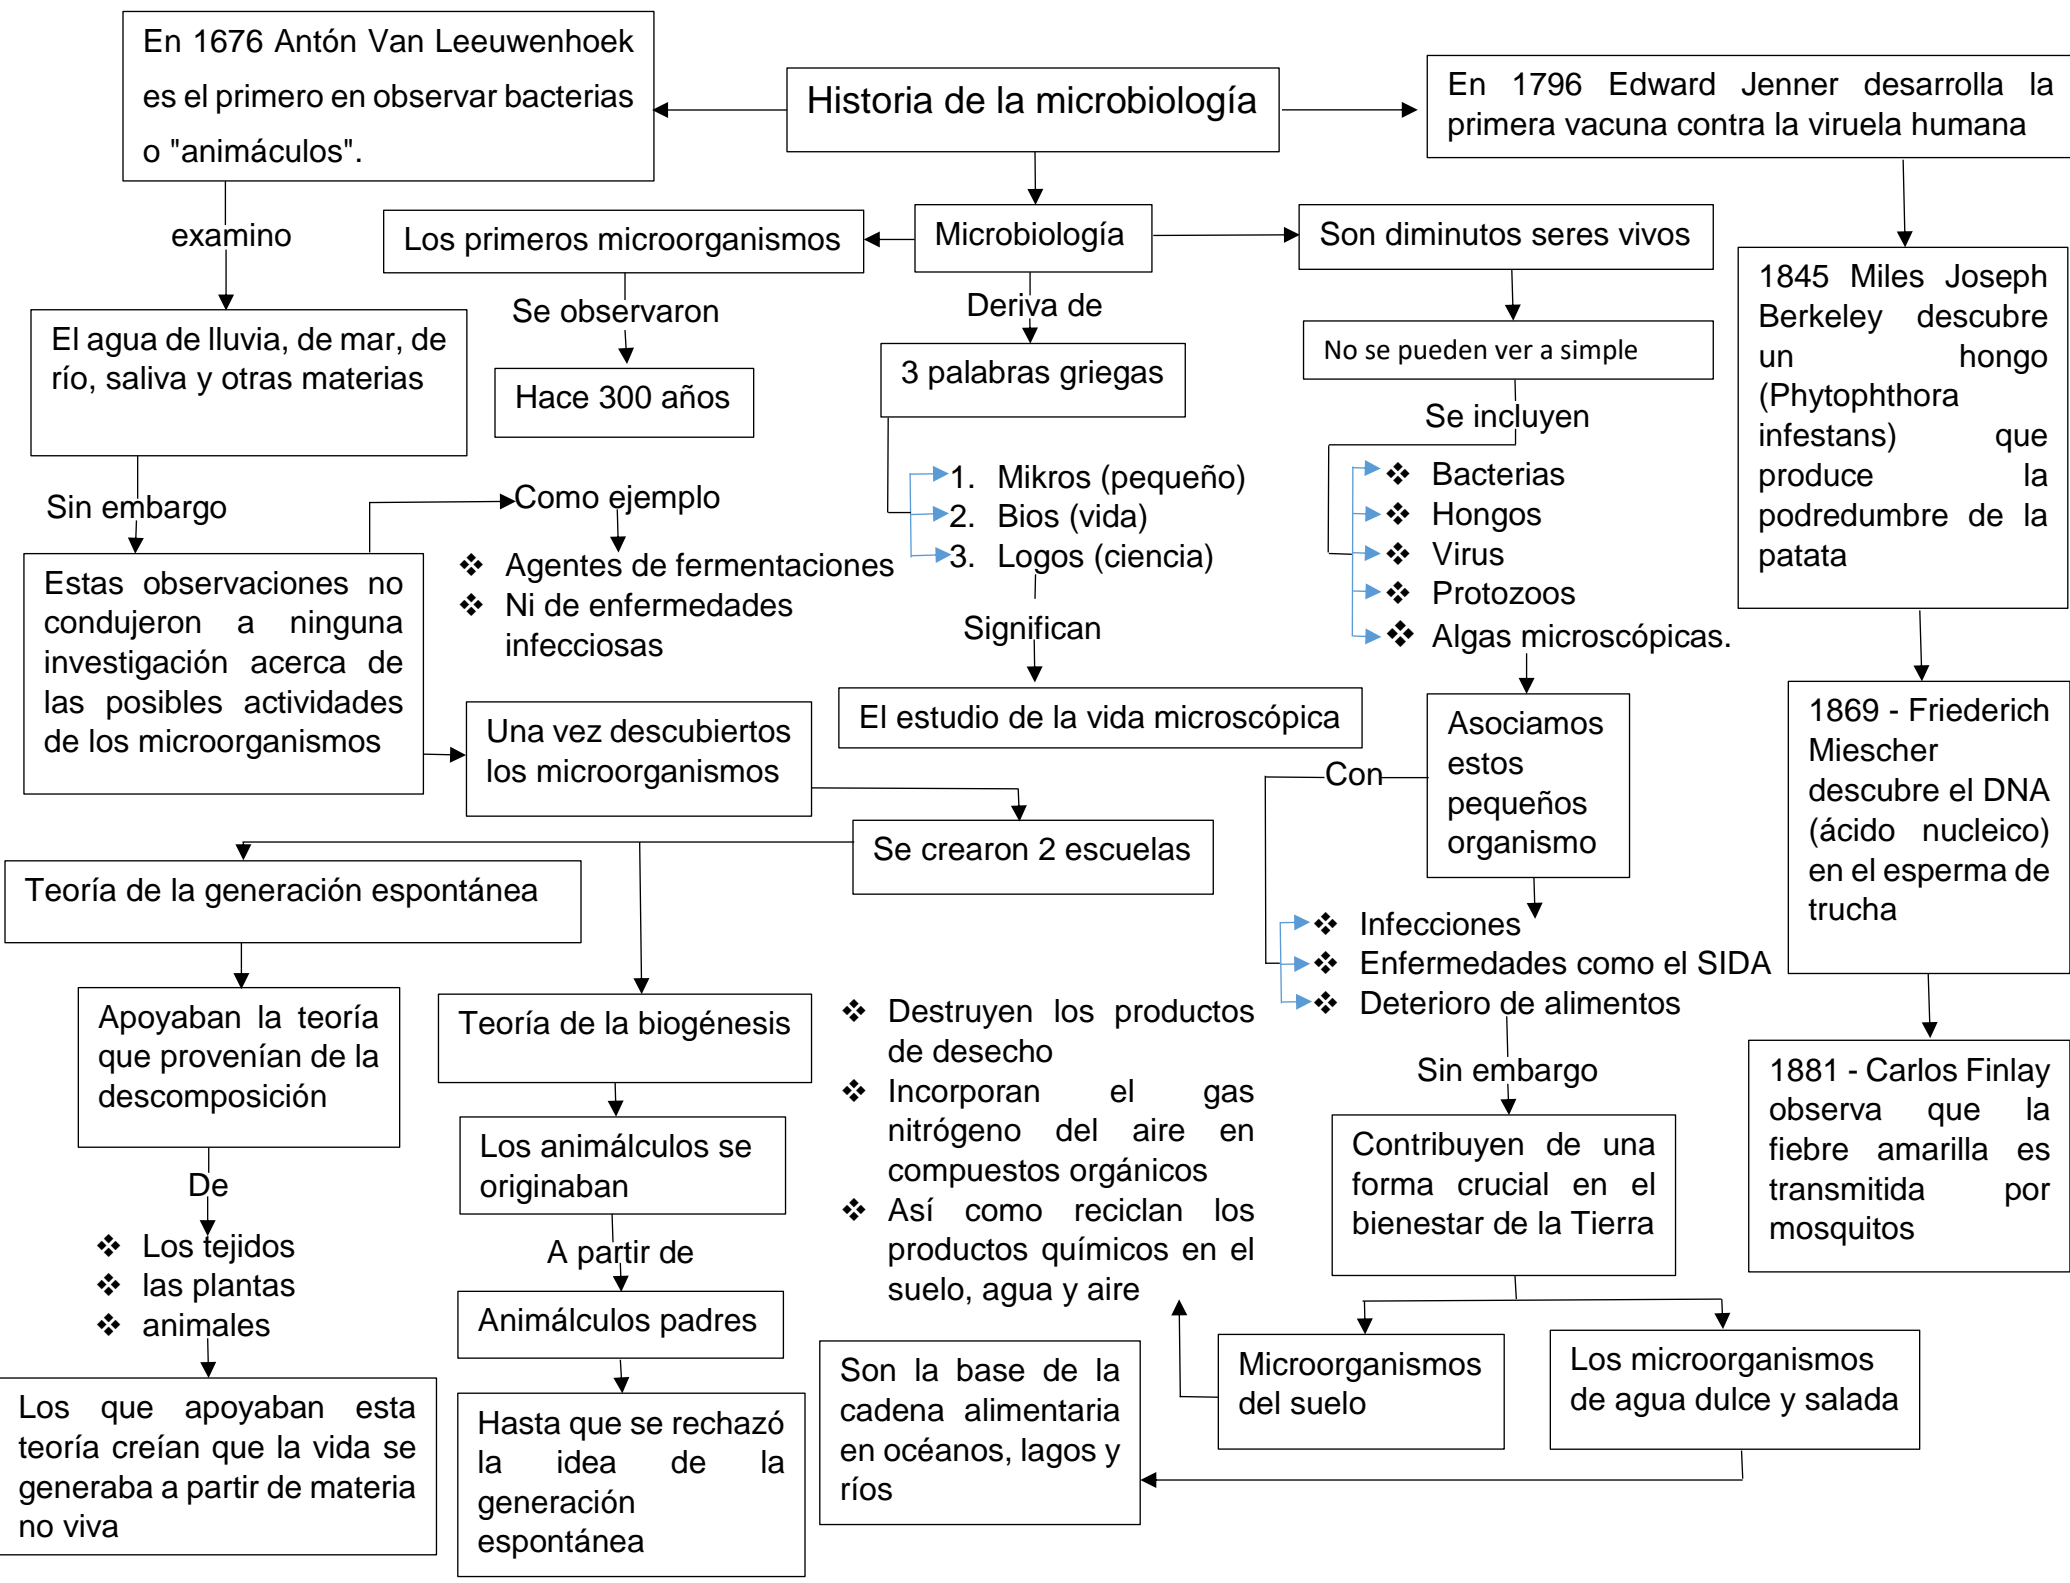 En 1676 Antón Van Leeuwenhoek
es el primero en observar bacterias
o "animáculos".
Historia de la microbiología
En 1796 Edward Jenner desarrolla la
primera vacuna contra la viruela humana
examino
Los primeros microorganismos
Microbiología
Son diminutos seres vivos
El agua de lluvia, de mar, de
río, saliva y otras materias
Se observaron
Hace 300 años
Deriva de
3 palabras griegas
No se pueden ver a simple
Se incluyen
1845 Miles Joseph
Berkeley descubre
un hongo
(Phytophthora
infestans) que
produce la
podredumbre de la
patata
1. Mikros (pequeño)
2. Bios (vida)
3. Logos (ciencia)
❖ Bacterias
❖ Hongos
❖ Virus
❖ Protozoos
❖ Algas microscópicas.
Sin embargo
Como ejemplo
❖ Agentes de fermentaciones
❖ Ni de enfermedades
infecciosas
Estas observaciones no
condujeron a ninguna
investigación acerca de
las posibles actividades
de los microorganismos
Significan
El estudio de la vida microscópica
Una vez descubiertos
los microorganismos
Asociamos
estos
pequeños
organismo
Con
1869 - Friederich
Miescher
descubre el DNA
(ácido nucleico)
en el esperma de
trucha
Se crearon 2 escuelas
Teoría de la generación espontánea
❖ Infecciones
❖ Enfermedades como el SIDA
❖ Deterioro de alimentos
Apoyaban la teoría
que provenían de la
descomposición
Teoría de la biogénesis
❖ Destruyen los productos
de desecho
❖ Incorporan el gas
nitrógeno del aire en
compuestos orgánicos
❖ Así como reciclan los
productos químicos en el
suelo, agua y aire
Sin embargo
Contribuyen de una
forma crucial en el
bienestar de la Tierra
1881 - Carlos Finlay
observa que la
fiebre amarilla es
transmitida por
mosquitos
De
❖ Los tejidos
❖ las plantas
❖ animales
Los animálculos se
originaban
A partir de
Animálculos padres
Los que apoyaban esta
teoría creían que la vida se
generaba a partir de materia
no viva
Hasta que se rechazó
la idea de la
generación
espontánea
Son la base de la
cadena alimentaria
en océanos, lagos y
ríos
Microorganismos
del suelo
Los microorganismos
de agua dulce y salada